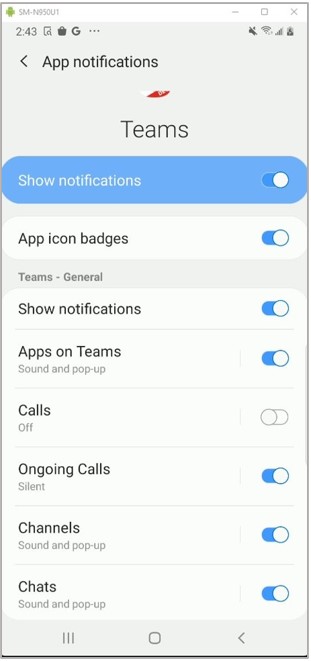 SM-N950U1
2:43
App notifications
Teams
Show notifications
App icon badges
Teams - General
Show notifications
Apps on Teams
Sound and pop-up
Calls
Off
Ongoing Calls
Silent
Channels
Sound and pop-up
Chats
Sound and pop-up